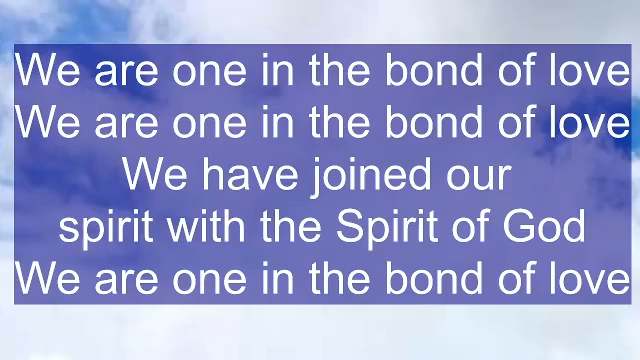 We are one in the bond of love
We are one in the bond of love
We have joined our
spirit with the Spirit of God
We are one in the bond of love